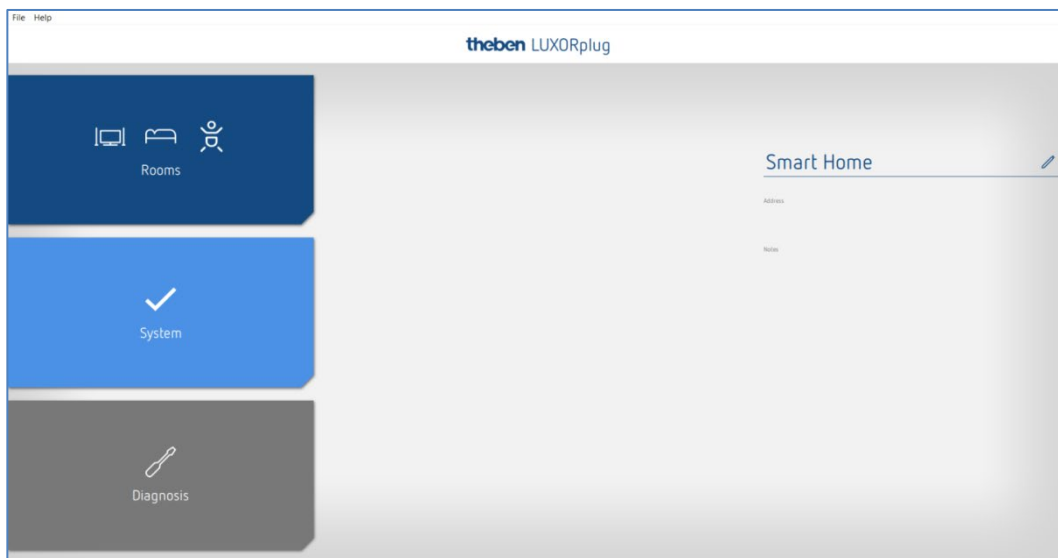 File Help
theben LUXORplug
Rooms
Smart Home
Address
Notes
System
Diagnosis